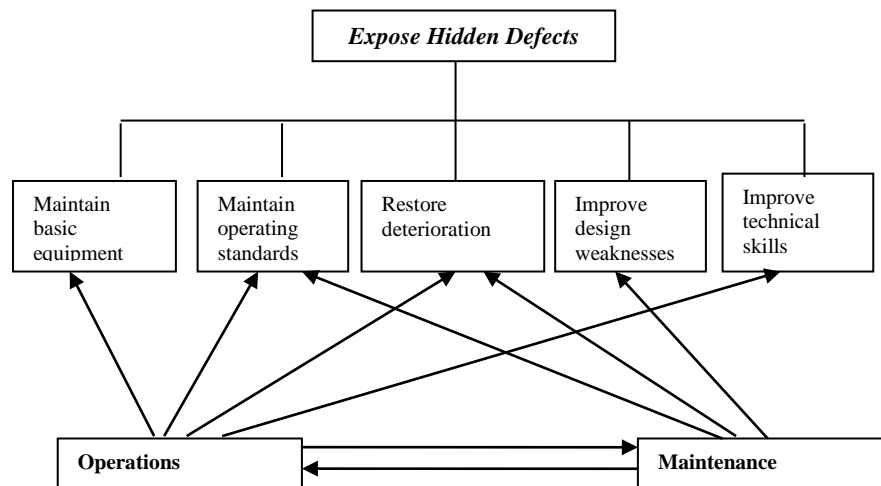 Expose Hidden Defects
Maintain
basic
equipment
Maintain
operating
standards
Restore
deterioration
Improve
design
weaknesses
Improve
technical
skills
Operations
Maintenance